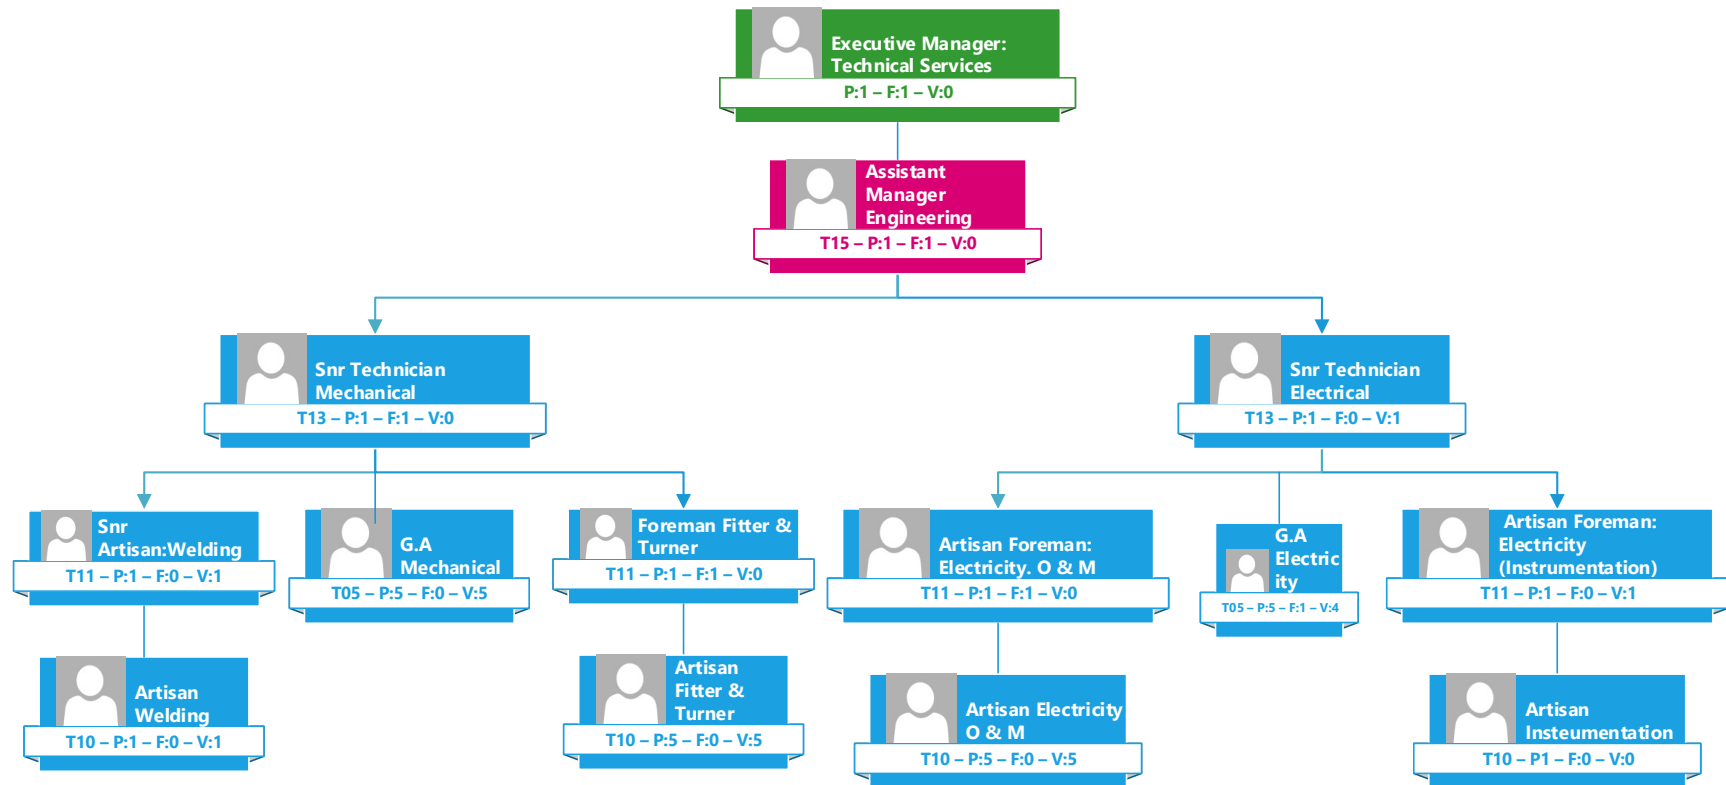 Executive Manager:
Technical Services
P:1 – F:1 – V:0
Assistant
Manager
Engineering
T15 – P:1 – F:1 – V:0
Snr Technician
Mechanical
T13 – P:1 – F:1 – V:0
Snr Technician
Electrical
T13 – P:1 – F:0 – V:1
Snr
Artisan:Welding
T11 – P:1 – F:0 – V:1
G.A
Mechanical
T05 – P:5 – F:0 – V:5
Foreman Fitter &
Turner
T11 – P:1 – F:1 – V:0
Artisan Foreman:
Electricity. O & M
T11 – P:1 – F:1 – V:0
G.A
Electric
ity
T05 – P:5 – F:1 – V:4
Artisan Foreman:
Electricity
(Instrumentation)
T11 – P:1 – F:0 – V:1
Artisan
Welding
T10 – P:1 – F:0 – V:1
Artisan
Fitter &
Turner
T10 – P:5 – F:0 – V:5
Artisan Electricity
O & M
T10 – P:5 – F:0 – V:5
Artisan
Insteumentation
T10 – P1 – F:0 – V:0